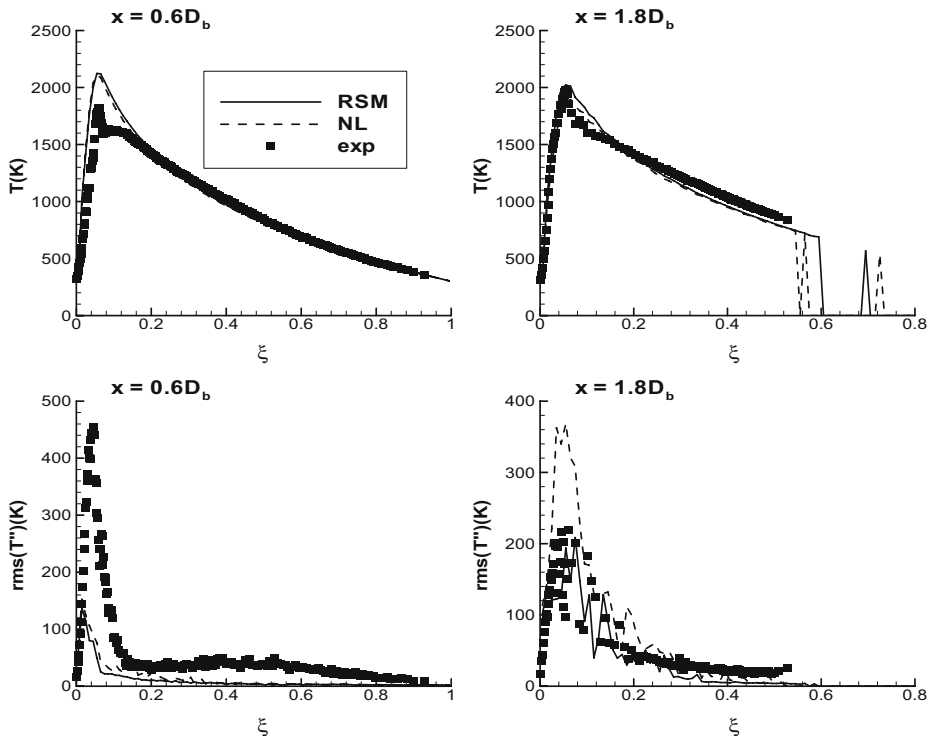 x = 0.6D_b
T(K)
2500
2000
1500
1000
500
0
0 0.2 0.4 0.6 0.8 1
ξ
RSM
NL
exp
x = 1.8D_b
T(K)
2500
2000
1500
1000
500
0
0 0.2 0.4 0.6 0.8
ξ
x = 0.6D_b
rms(T")(K)
500
400
300
200
100
0
0 0.2 0.4 0.6 0.8 1
ξ
x = 1.8D_b
rms(T")(K)
400
300
200
100
0
0 0.2 0.4 0.6 0.8
ξ